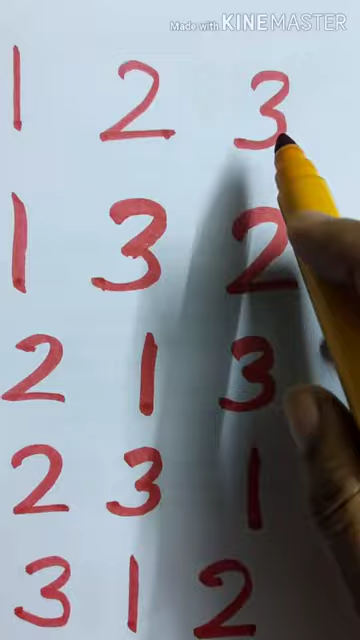 Made with KINEMASTER
1 2 3
1 3 2
2 1 3
2 3 1
3 1 2